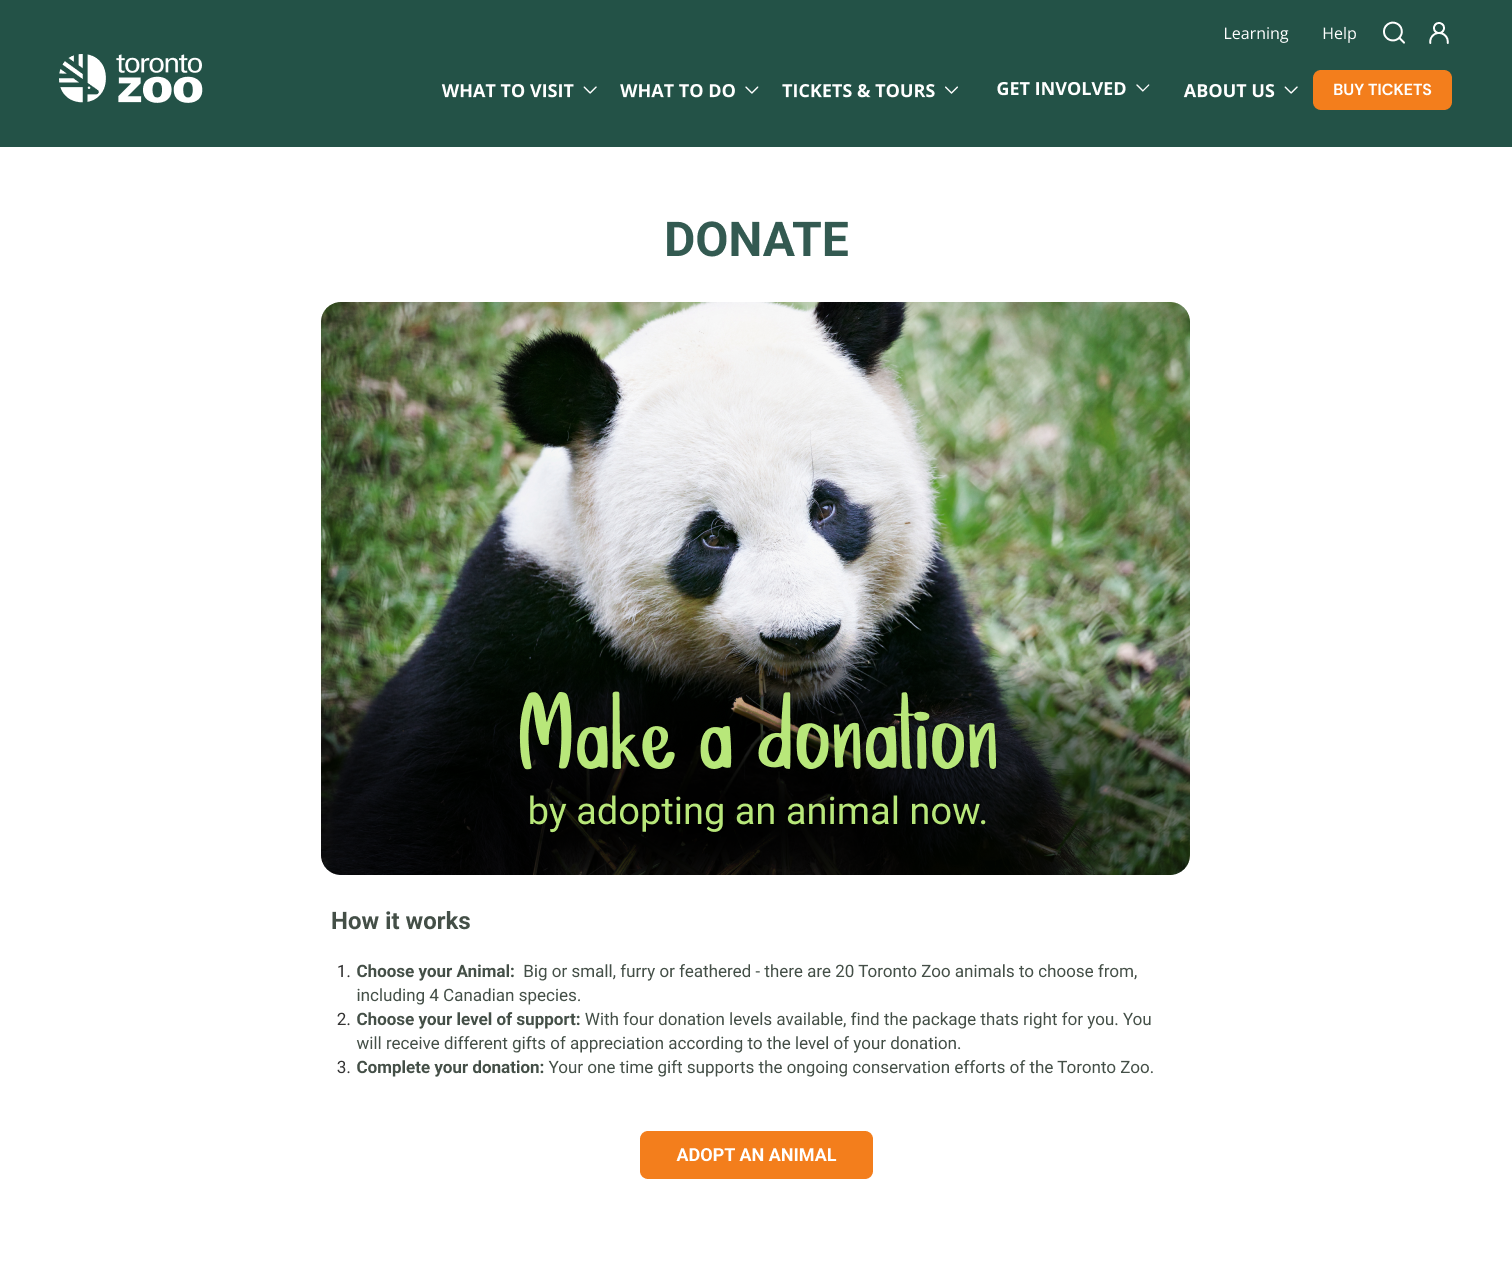 Learning Help
toronto
zoo
WHAT TO VISIT WHAT TO DO TICKETS & TOURS GET INVOLVED ABOUT US BUY TICKETS
DONATE
Make a donation
by adopting an animal now.
How it works
1. Choose your Animal: Big or small, furry or feathered - there are 20 Toronto Zoo animals to choose from,
including 4 Canadian species.
2. Choose your level of support: With four donation levels available, find the package thats right for you. You
will receive different gifts of appreciation according to the level of your donation.
3. Complete your donation: Your one time gift supports the ongoing conservation efforts of the Toronto Zoo.
ADOPT AN ANIMAL